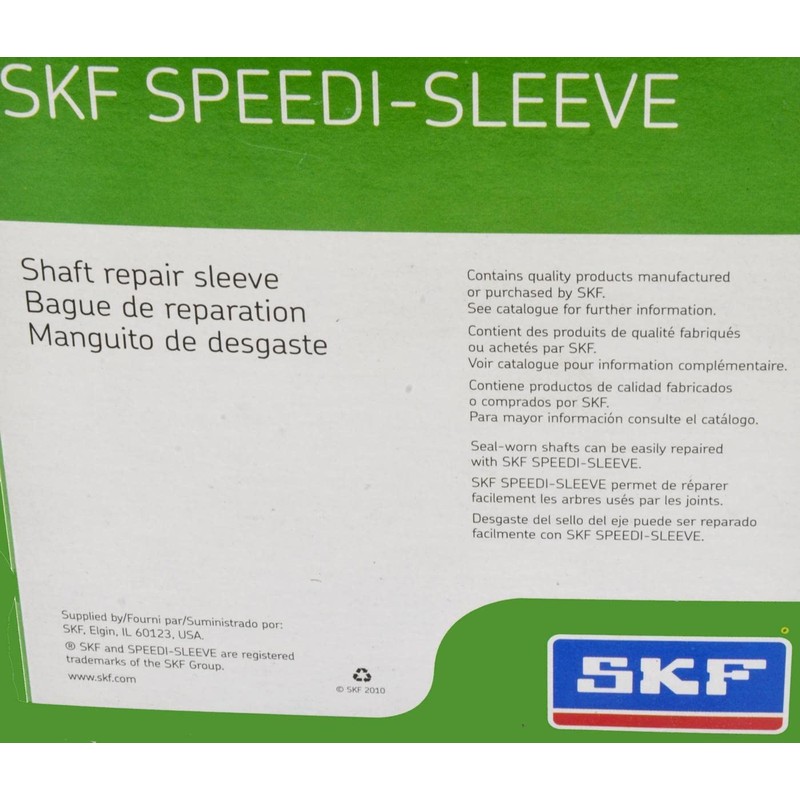 SKF SPEEDI-SLEEVE
Shaft repair sleeve
Bague de reparation
Manguito de desgaste
Contains quality products manufactured
or purchased by SKF.
See catalogue for further information.
Contient des produits de qualité fabriqués
ou achetés par SKF.
Voir catalogue pour information complémentaire.
Contiene productos de calidad fabricados
o comprados por SKF.
Para mayor información consulte el catálogo.
Seal-worn shafts can be easily repaired
with SKF SPEEDI-SLEEVE.
SKF SPEEDI-SLEEVE permet de réparer
facilement les arbres usés par les joints.
Desgaste del sello del eje puede ser reparado
facilmente con SKF SPEEDI-SLEEVE.
Supplied by/Fourni par/Suministrado por:
SKF, Elgin, IL 60123, USA.
® SKF and SPEEDI-SLEEVE are registered
trademarks of the SKF Group.
www.skf.com
© SKF 2010
SKF